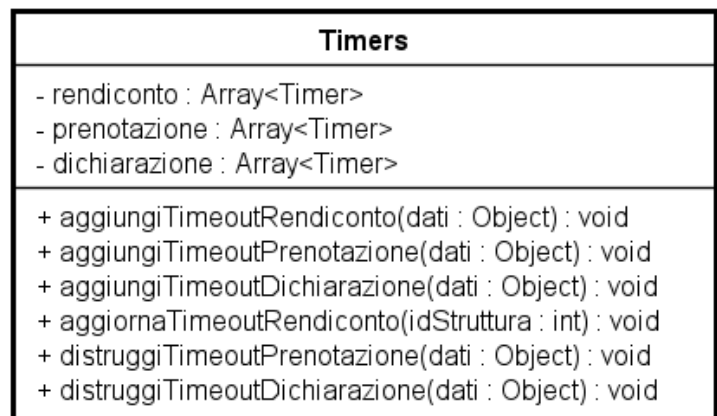 Timers
- rendiconto : Array<Timer>
- prenotazione : Array<Timer>
- dichiarazione : Array<Timer>
+ aggiungiTimeoutRendiconto(dati : Object) : void
+ aggiungiTimeoutPrenotazione(dati : Object) : void
+ aggiungiTimeoutDichiarazione(dati : Object) : void
+ aggiornaTimeoutRendiconto(idStruttura : int) : void
+ distruggiTimeoutPrenotazione(dati : Object) : void
+ distruggiTimeoutDichiarazione(dati : Object) : void